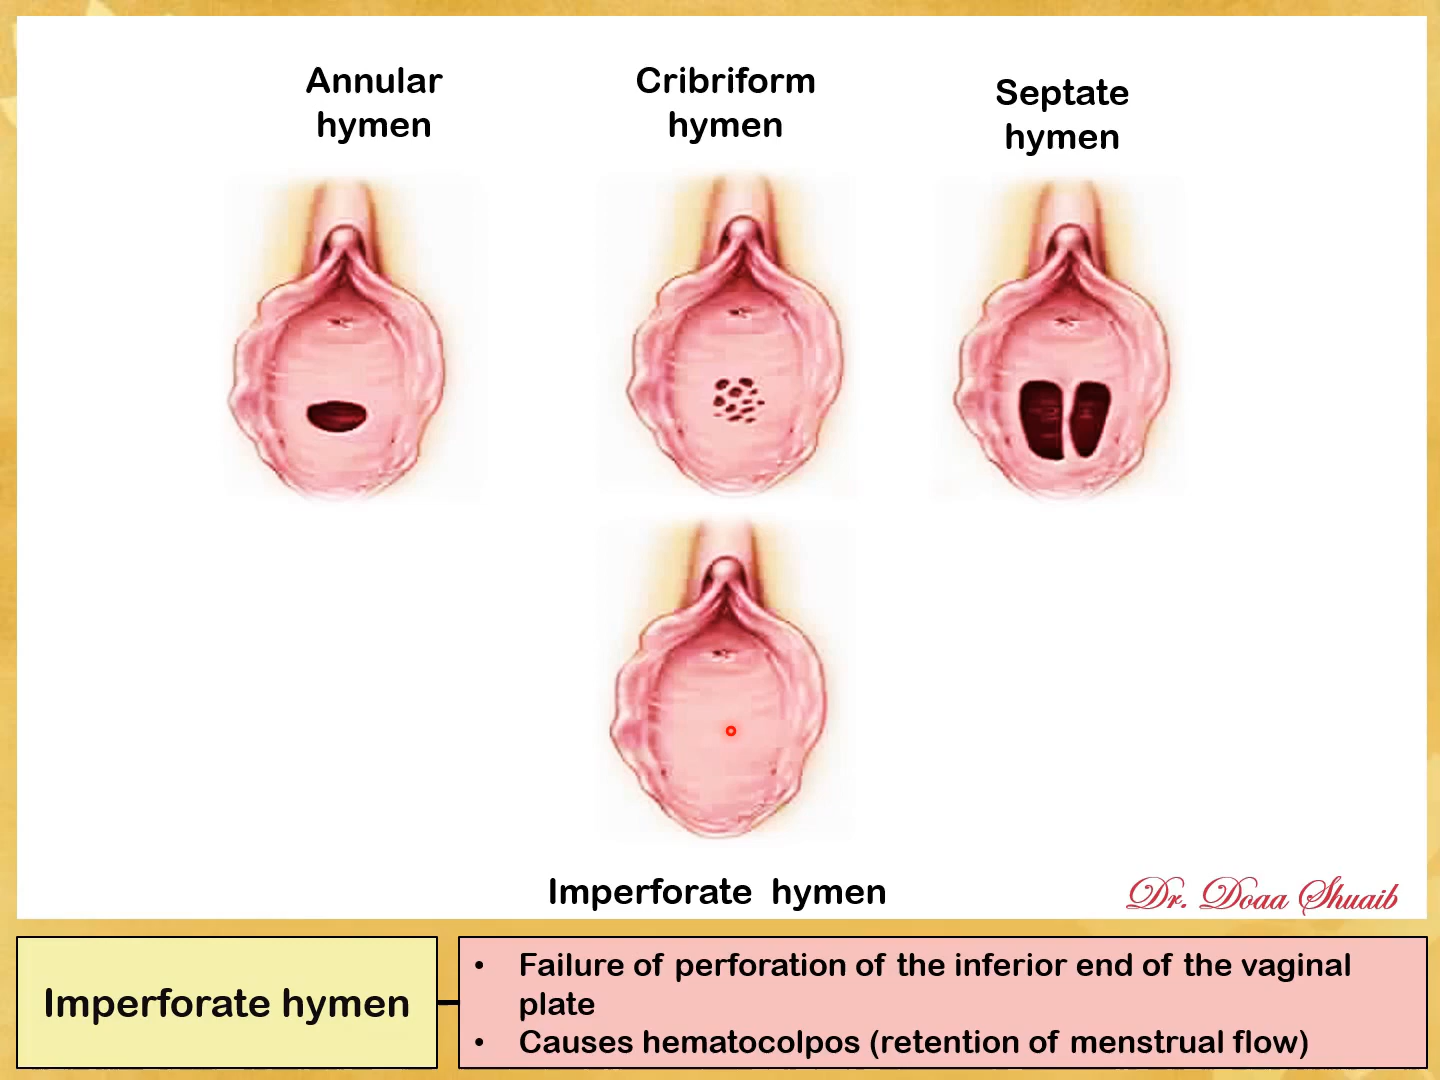 Annular
hymen
Cribriform
hymen
Septate
hymen
Imperforate hymen
Dr. Doaa Shuaib
Imperforate hymen
• Failure of perforation of the inferior end of the vaginal
plate
• Causes hematocolpos (retention of menstrual flow)